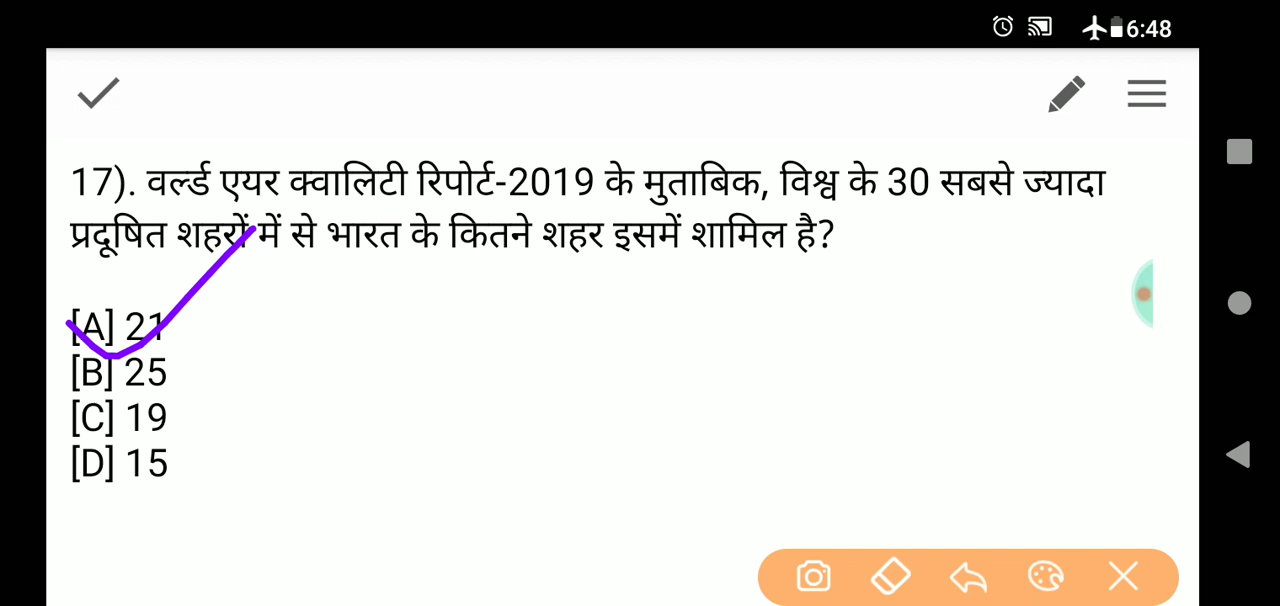 6:48
17). वर्ल्ड एयर क्वालिटी रिपोर्ट-2019 के मुताबिक, विश्व के 30 सबसे ज्यादा
प्रदूषित शहरों में से भारत के कितने शहर इसमें शामिल है?
[A] 21
[B] 25
[C] 19
[D] 15